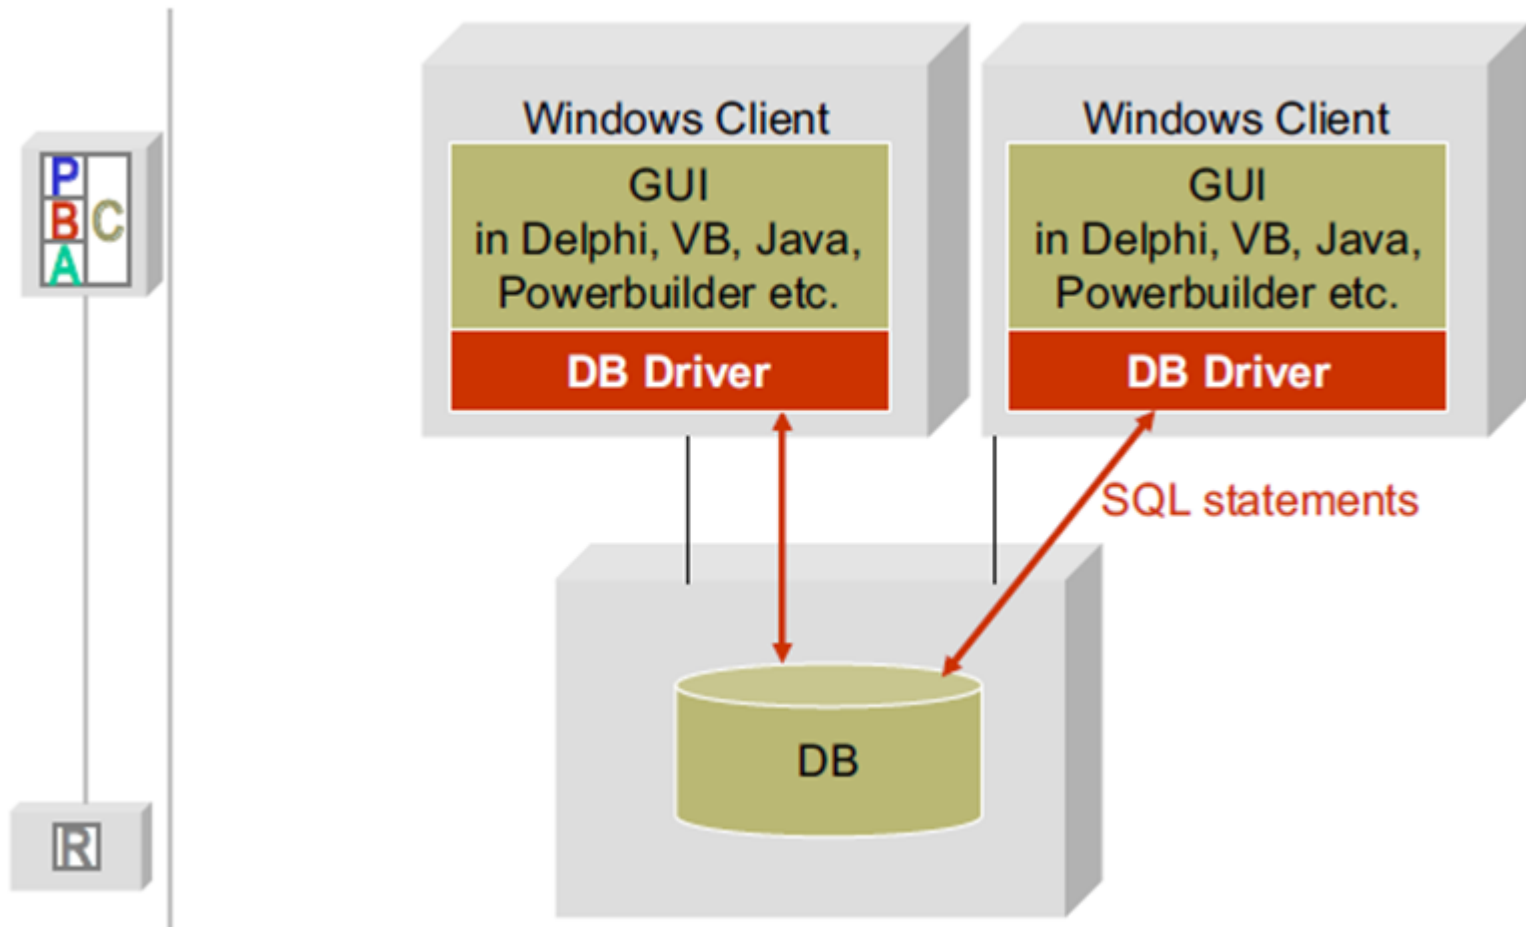 P
B
C
A
R
Windows Client
GUI
in Delphi, VB, Java,
Powerbuilder etc.
DB Driver
Windows Client
GUI
in Delphi, VB, Java,
Powerbuilder etc.
DB Driver
SQL statements
DB